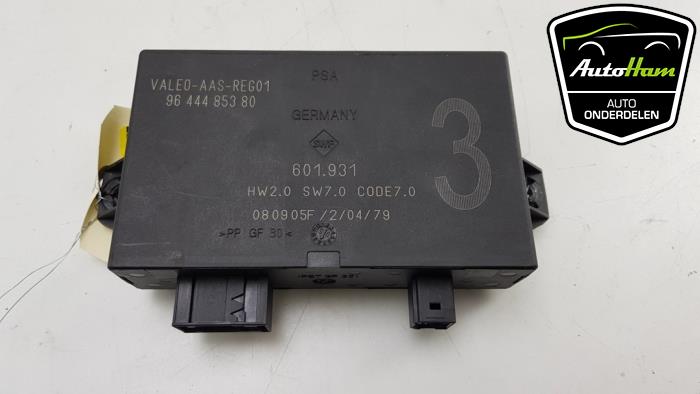 VALEO-AAS-REG01
96 444 853 80
PSA
GERMANY
SWF
601.931
HW2.0 SW7.0 CODE7.0
080905F/2/04/79
>PP GF 30<
3
AutoHam
AUTO
ONDERDELEN